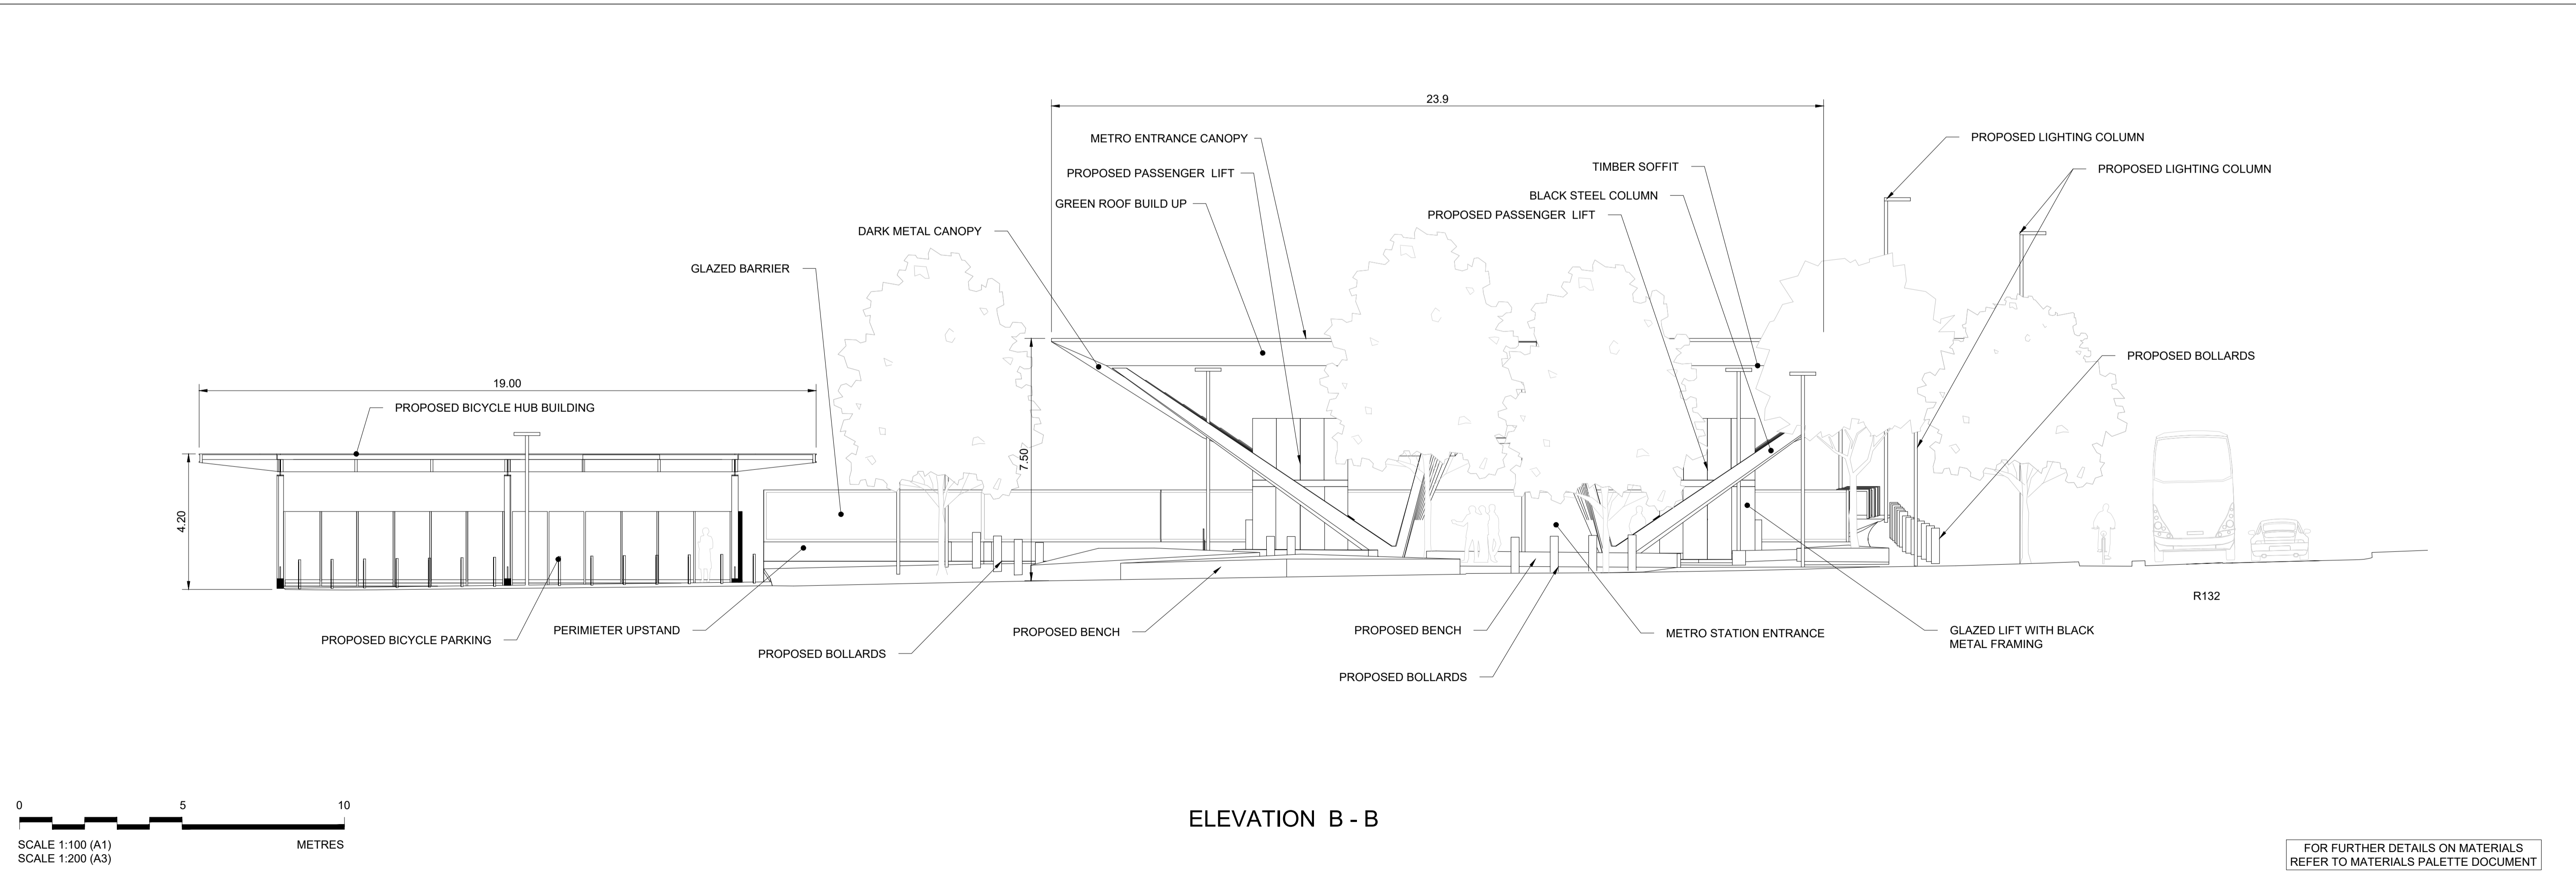 23.9
METRO ENTRANCE CANOPY
PROPOSED LIGHTING COLUMN
TIMBER SOFFIT
PROPOSED LIGHTING COLUMN
PROPOSED PASSENGER LIFT
BLACK STEEL COLUMN
GREEN ROOF BUILD UP
PROPOSED PASSENGER LIFT
DARK METAL CANOPY
GLAZED BARRIER
PROPOSED BOLLARDS
19.00
PROPOSED BICYCLE HUB BUILDING
7.50
4.20
R132
PERIMIETER UPSTAND
PROPOSED BENCH
PROPOSED BENCH
METRO STATION ENTRANCE
GLAZED LIFT WITH BLACK
METAL FRAMING
PROPOSED BICYCLE PARKING
PROPOSED BOLLARDS
PROPOSED BOLLARDS
0 5 10
SCALE 1:100 (A1) METRES
SCALE 1:200 (A3)
ELEVATION B - B
FOR FURTHER DETAILS ON MATERIALS
REFER TO MATERIALS PALETTE DOCUMENT